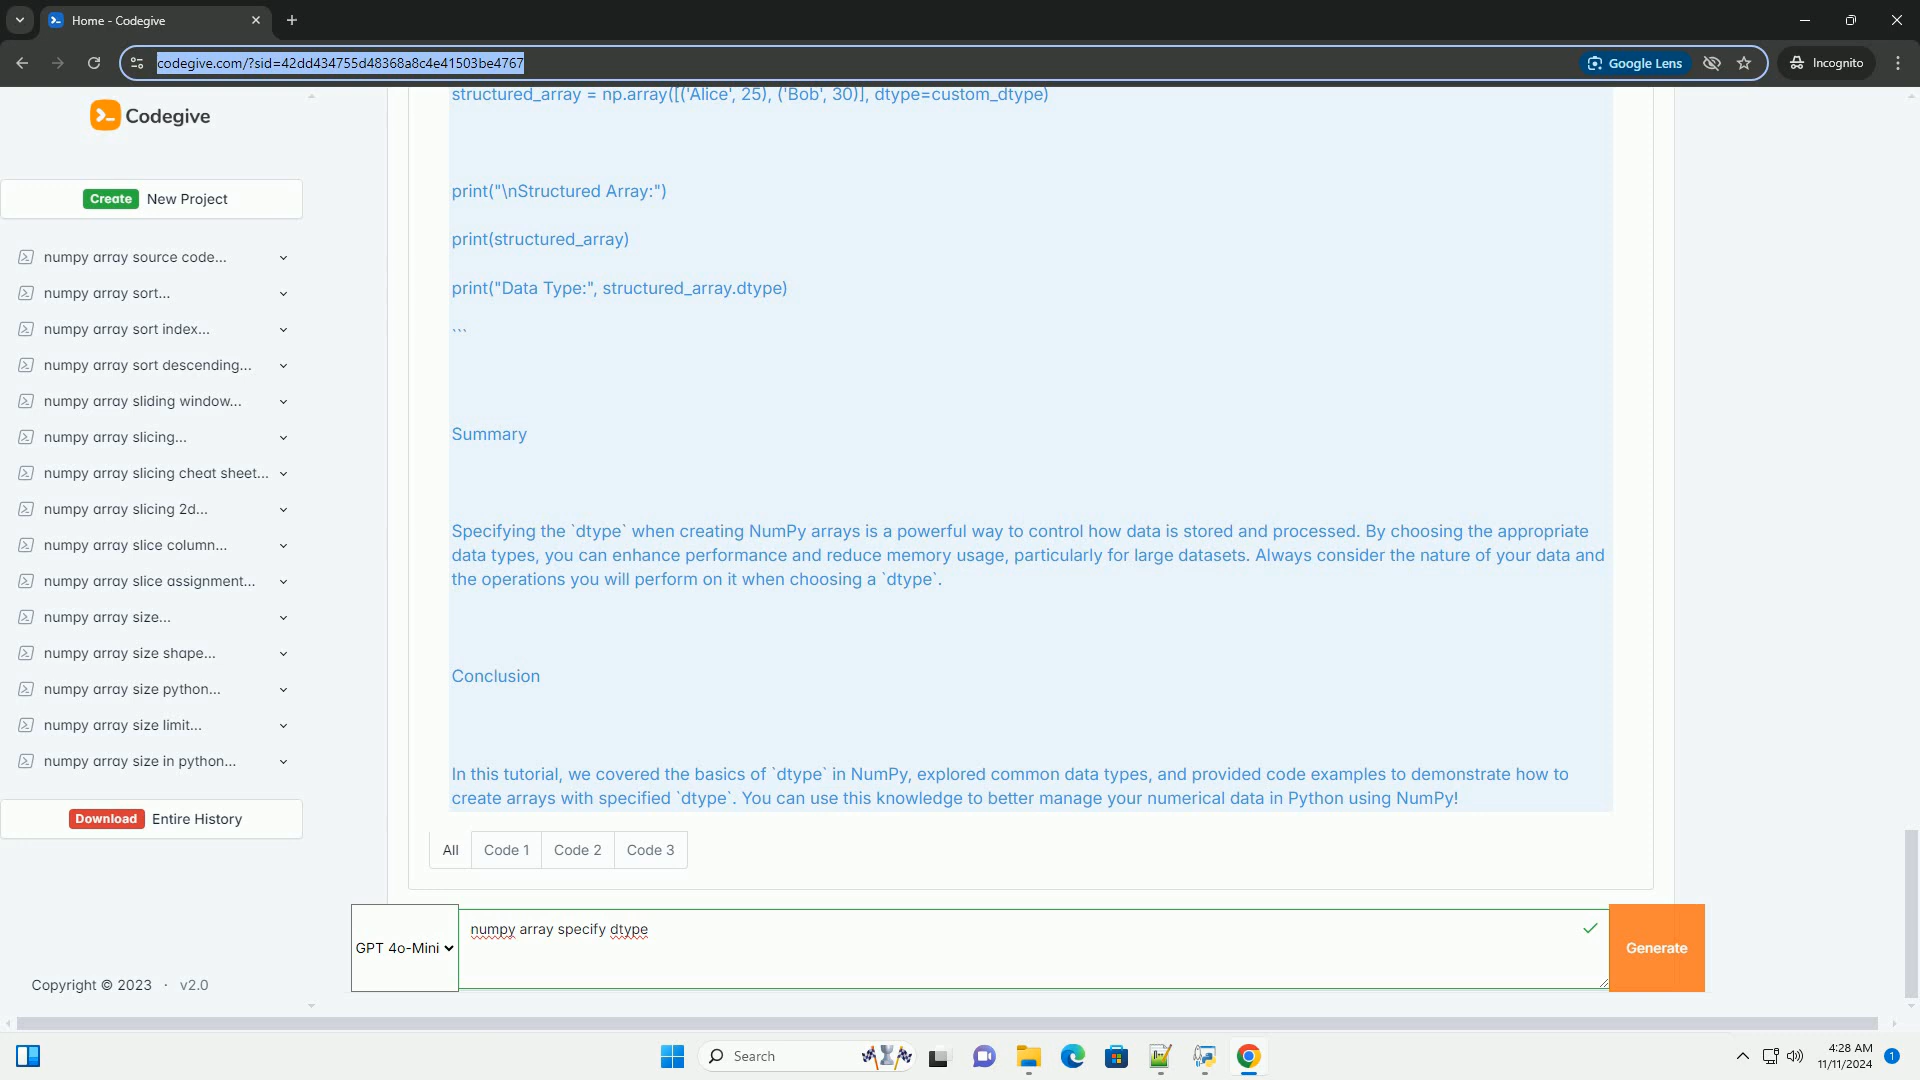 Home - Codegive
codegive.com/?sid=42dd434755d48368a8c4e41503be4767
Google Lens
Incognito
Codegive
Create New Project
numpy array source code...
numpy array sort...
numpy array sort index...
numpy array sort descending...
numpy array sliding window...
numpy array slicing...
numpy array slicing cheat sheet...
numpy array slicing 2d...
numpy array slice column...
numpy array slice assignment...
numpy array size...
numpy array size shape...
numpy array size python...
numpy array size limit...
numpy array size in python...
Download Entire History
Copyright © 2023 · v2.0
structured_array = np.array([('Alice', 25), ('Bob', 30)], dtype=custom_dtype)
print("\nStructured Array:")
print(structured_array)
print("Data Type:", structured_array.dtype)
```
Summary
Specifying the `dtype` when creating NumPy arrays is a powerful way to control how data is stored and processed. By choosing the appropriate
data types, you can enhance performance and reduce memory usage, particularly for large datasets. Always consider the nature of your data and
the operations you will perform on it when choosing a `dtype`.
Conclusion
In this tutorial, we covered the basics of `dtype` in NumPy, explored common data types, and provided code examples to demonstrate how to
create arrays with specified `dtype`. You can use this knowledge to better manage your numerical data in Python using NumPy!
All Code 1 Code 2 Code 3
GPT 4o-Mini
numpy array specify dtype
Generate
Search
4:28 AM
11/11/2024
1